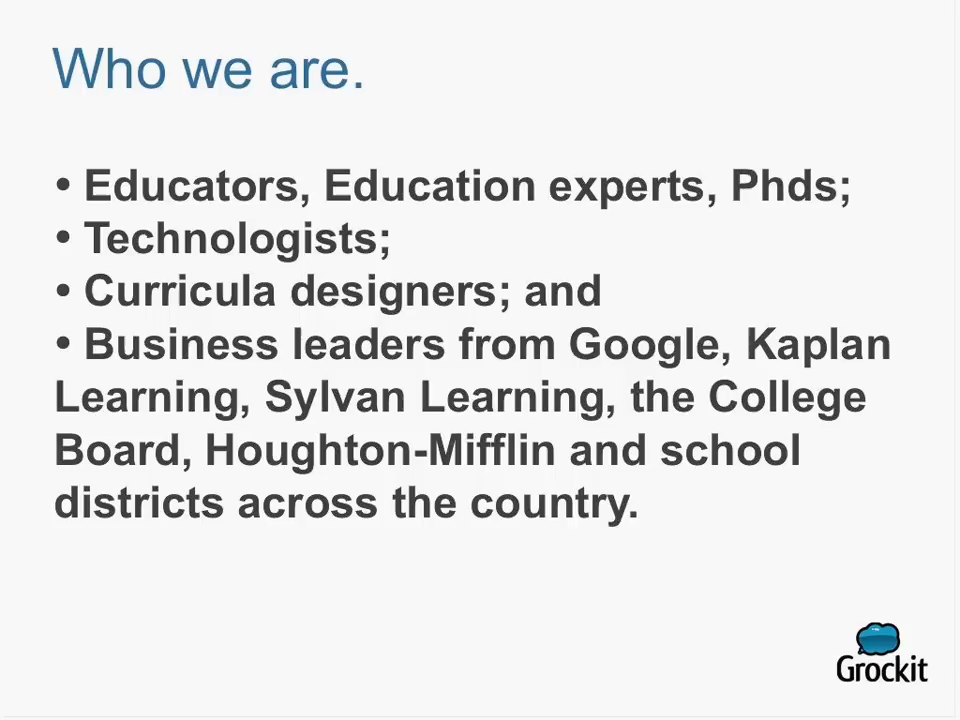 Who we are.
• Educators, Education experts, Phds;
• Technologists;
• Curricula designers; and
• Business leaders from Google, Kaplan
Learning, Sylvan Learning, the College
Board, Houghton-Mifflin and school
districts across the country.
Grockit